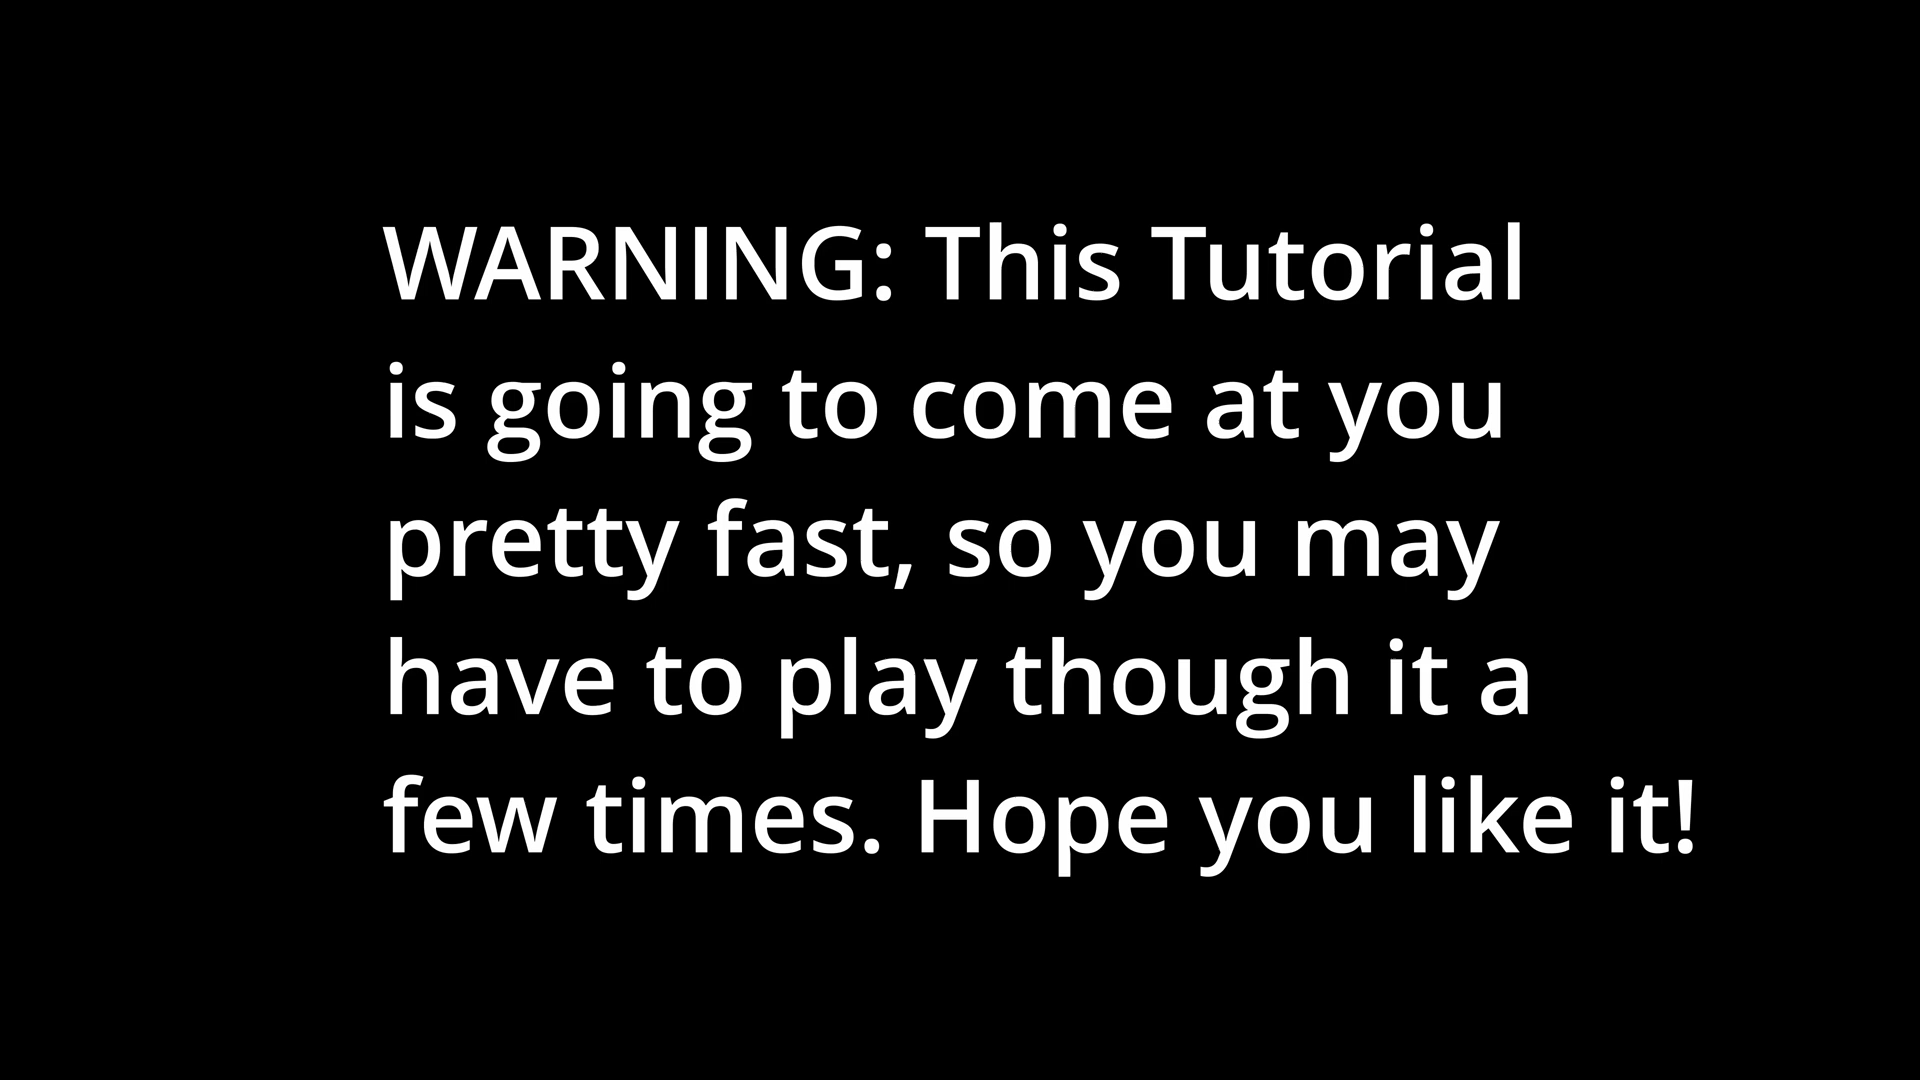 WARNING: This Tutorial
is going to come at you
pretty fast, so you may
have to play though it a
few times. Hope you like it!